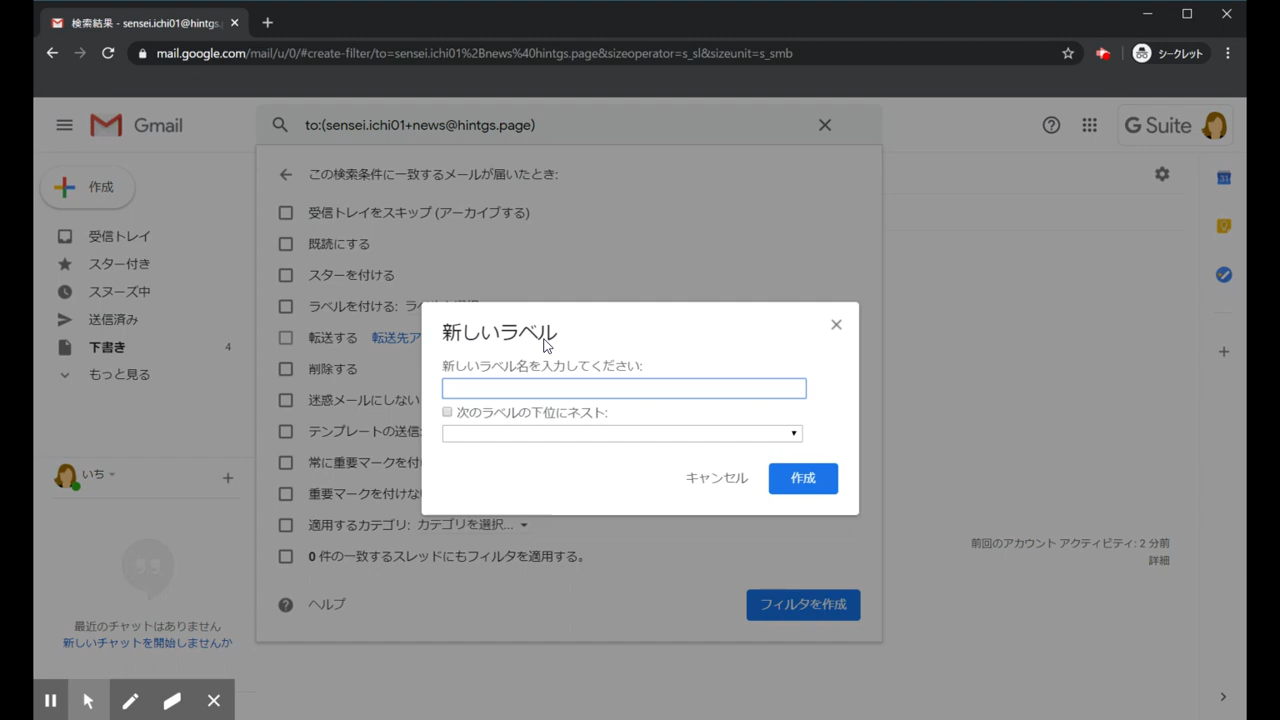 検索結果 - sensei.ichi01@hintgs.
mail.google.com/mail/u/0/#create-filter/to=sensei.ichi01%2Bnews%40hintgs.page&sizeoperator=s_sl&sizeunit=s_smb
シークレット
Gmail
to:(sensei.ichi01+news@hintgs.page)
G Suite
作成
受信トレイ
スター付き
スヌーズ中
送信済み
下書き 4
もっと見る
いち
最近のチャットはありません
新しいチャットを開始しませんか
この検索条件に一致するメールが届いたとき:
受信トレイをスキップ (アーカイブする)
既読にする
スターを付ける
ラベルを付ける:
転送する 転送先ア
削除する
迷惑メールにしない
テンプレートの送信:
常に重要マークを付け
重要マークを付けな
適用するカテゴリ: カテゴリを選択...
0 件の一致するスレッドにもフィルタを適用する。
ヘルプ
フィルタを作成
新しいラベル
新しいラベル名を入力してください:
次のラベルの下位にネスト:
キャンセル
作成
31
前回のアカウント アクティビティ: 2 分前
詳細